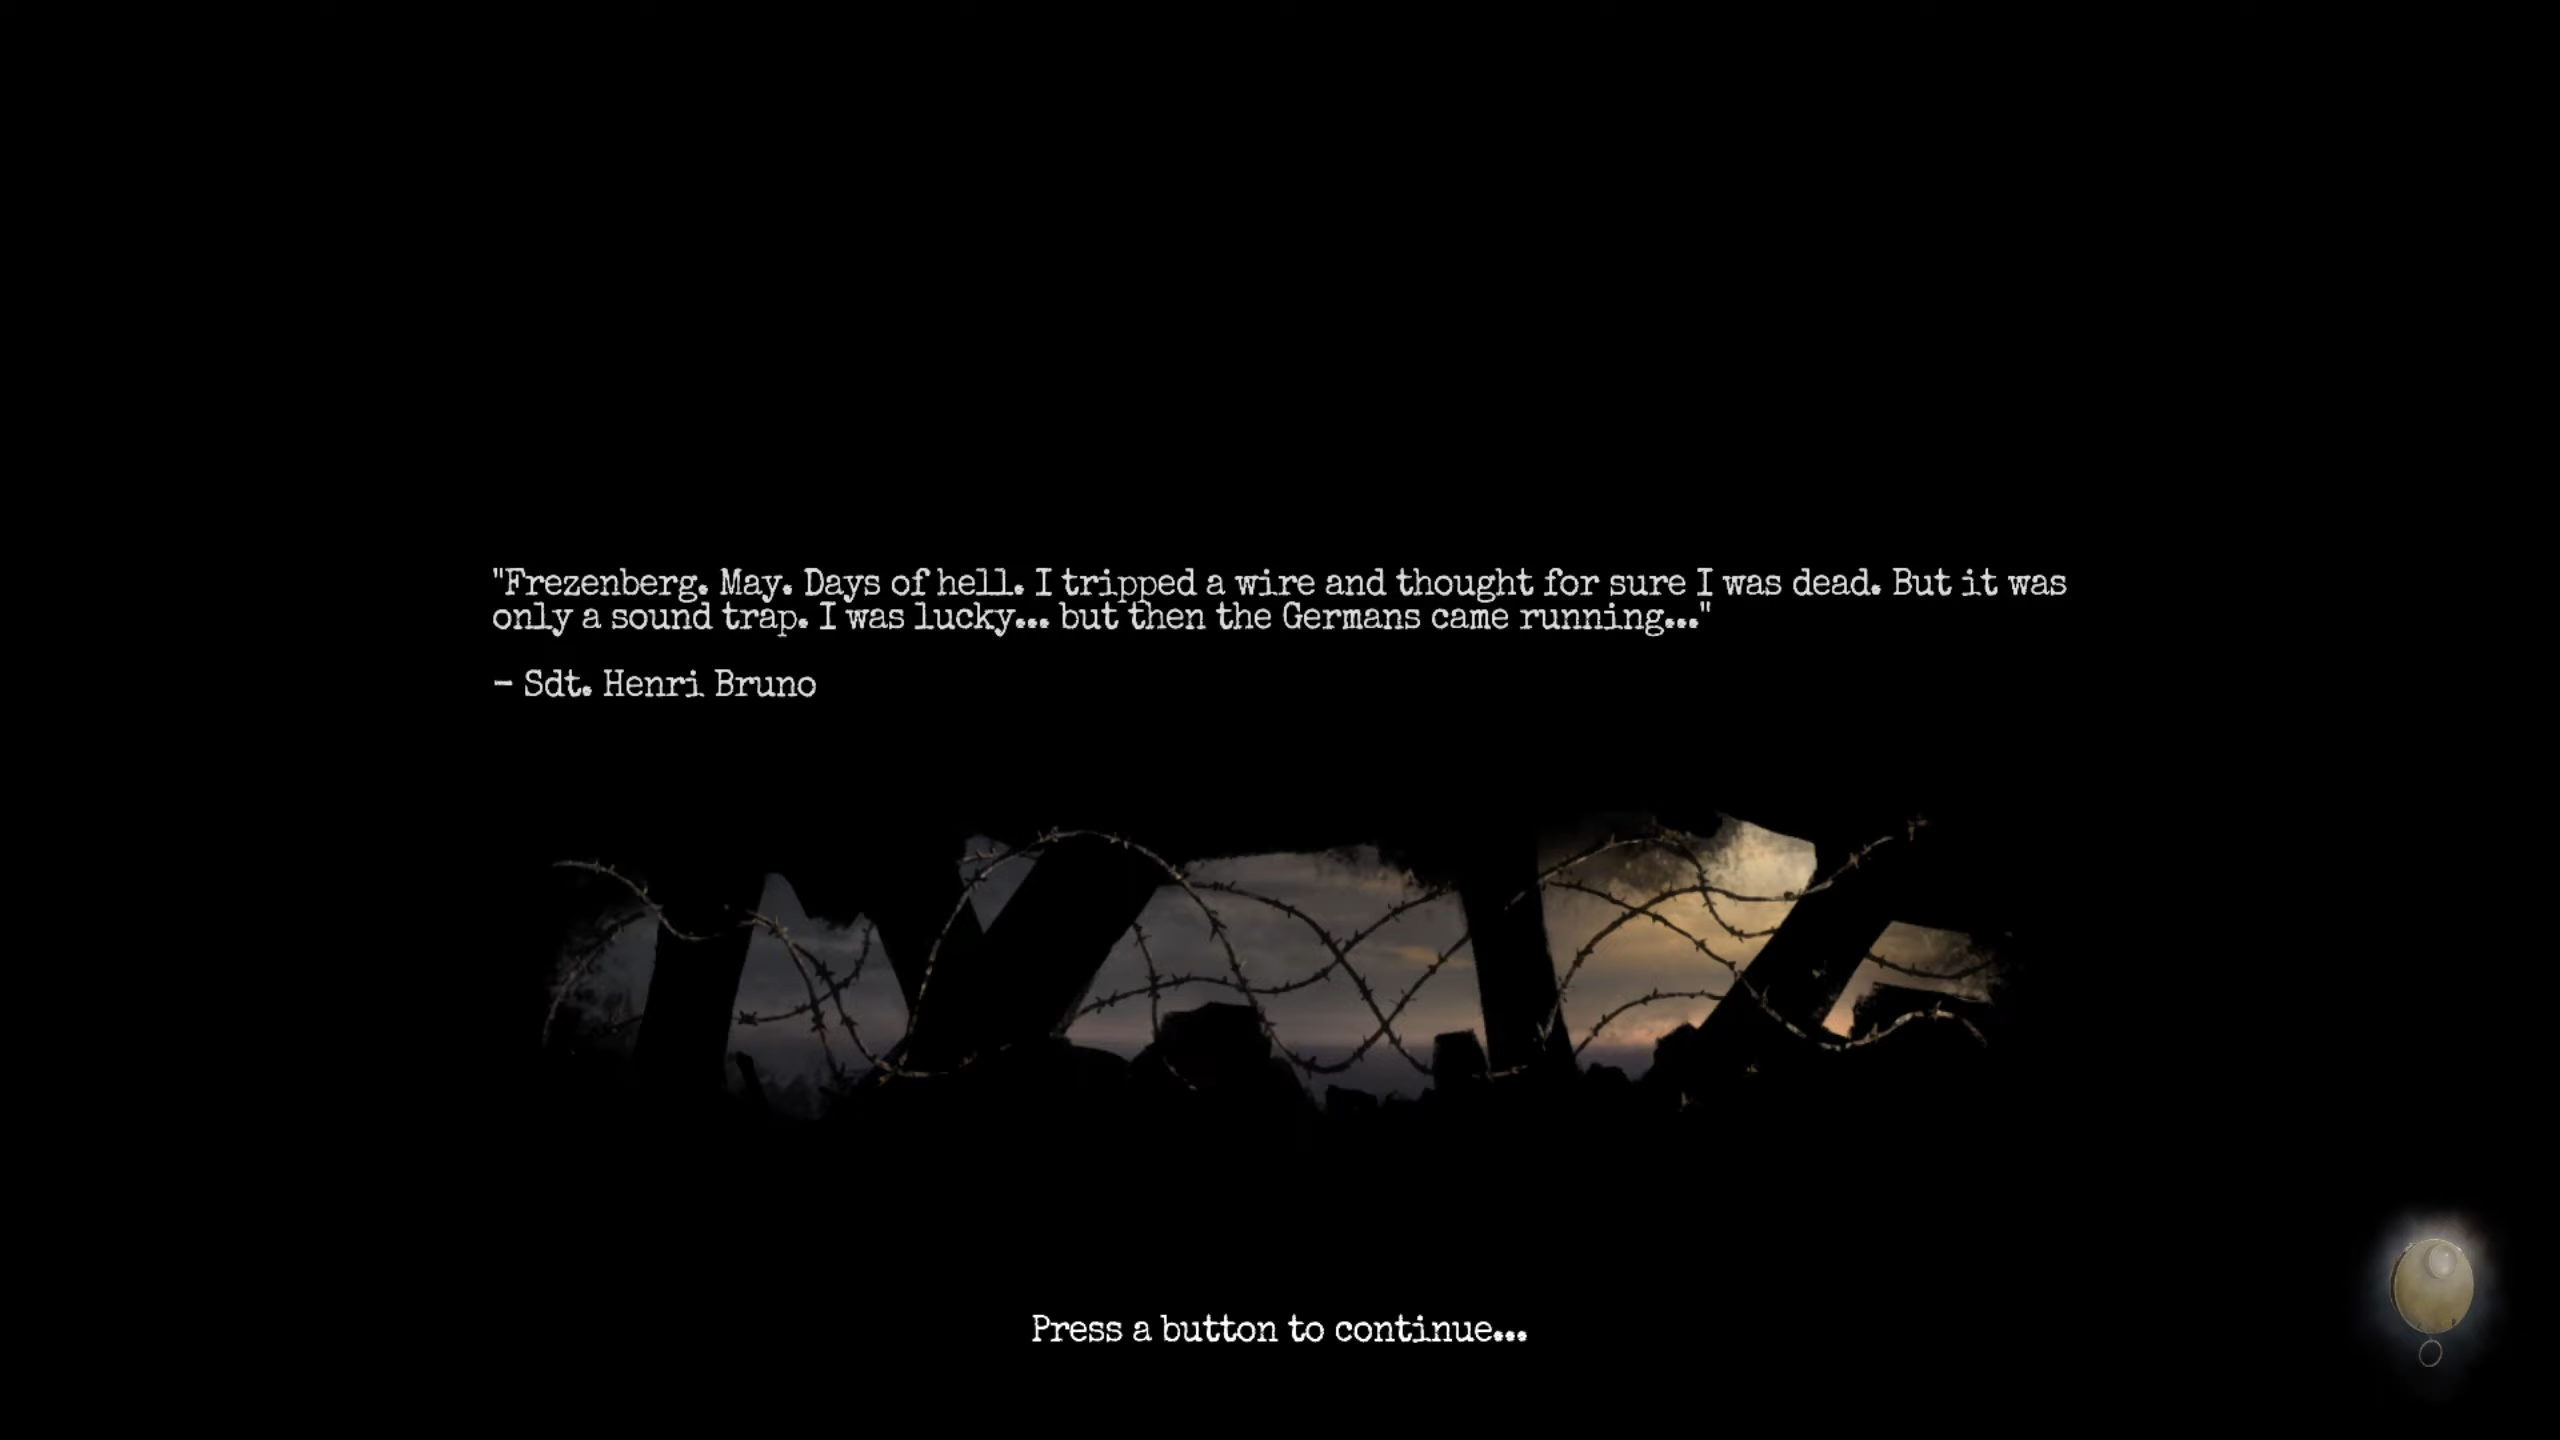 "Frezenberg. May. Days of hell. I tripped a wire and thought for sure I was dead. But it was
only a sound trap. I was lucky... but then the Germans came running..."
- Sdt. Henri Bruno
Press a button to continue...